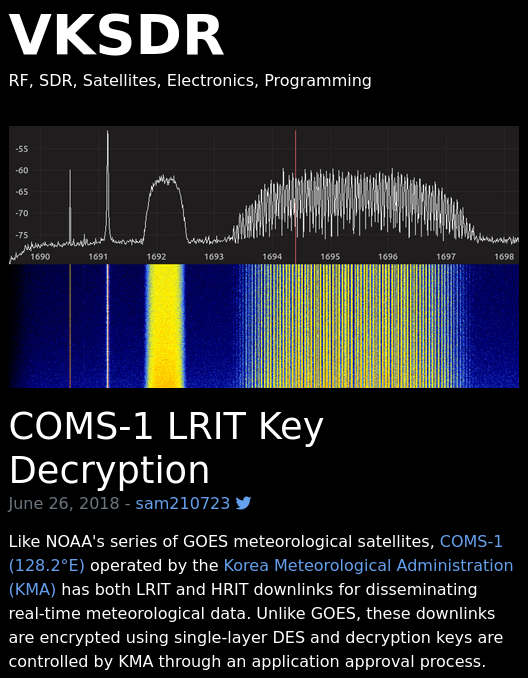 VKSDR
RF, SDR, Satellites, Electronics, Programming
-55
-60
-65
-70
-75
1690 1691 1692 1693 1694 1695 1696 1697 1698
COMS-1 LRIT Key
Decryption
June 26, 2018 - sam210723
Like NOAA's series of GOES meteorological satellites, COMS-1
(128.2°E) operated by the Korea Meteorological Administration
(KMA) has both LRIT and HRIT downlinks for disseminating
real-time meteorological data. Unlike GOES, these downlinks
are encrypted using single-layer DES and decryption keys are
controlled by KMA through an application approval process.